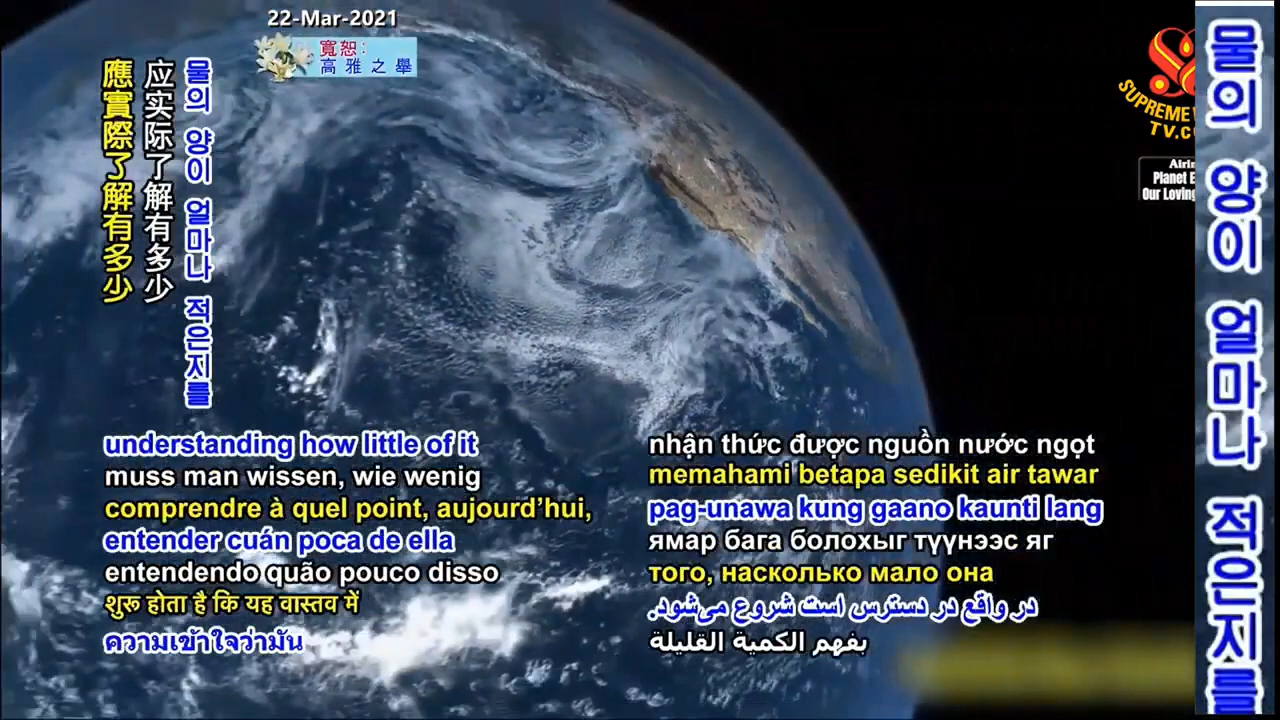 22-Mar-2021
寬恕：
高雅之舉
SUPREME
TV.C
Airin
Planet E
Our Loving
應實際了解有多少
应实际了解有多少
물의 양이 얼마나 적은지를
understanding how little of it
muss man wissen, wie wenig
comprendre à quel point, aujourd’hui,
entender cuán poca de ella
entendendo quão pouco disso
शुरू होता है कि यह वास्तव में
ความเข้าใจว่ามัน
nhận thức được nguồn nước ngọt
memahami betapa sedikit air tawar
pag-unawa kung gaano kaunti lang
ямар бага болохыг түүнээс яг
того, насколько мало она
در واقع در دسترس است شروع می‌شود.
بفهم الكمية القليلة
물의 양이 얼마나 적은지를